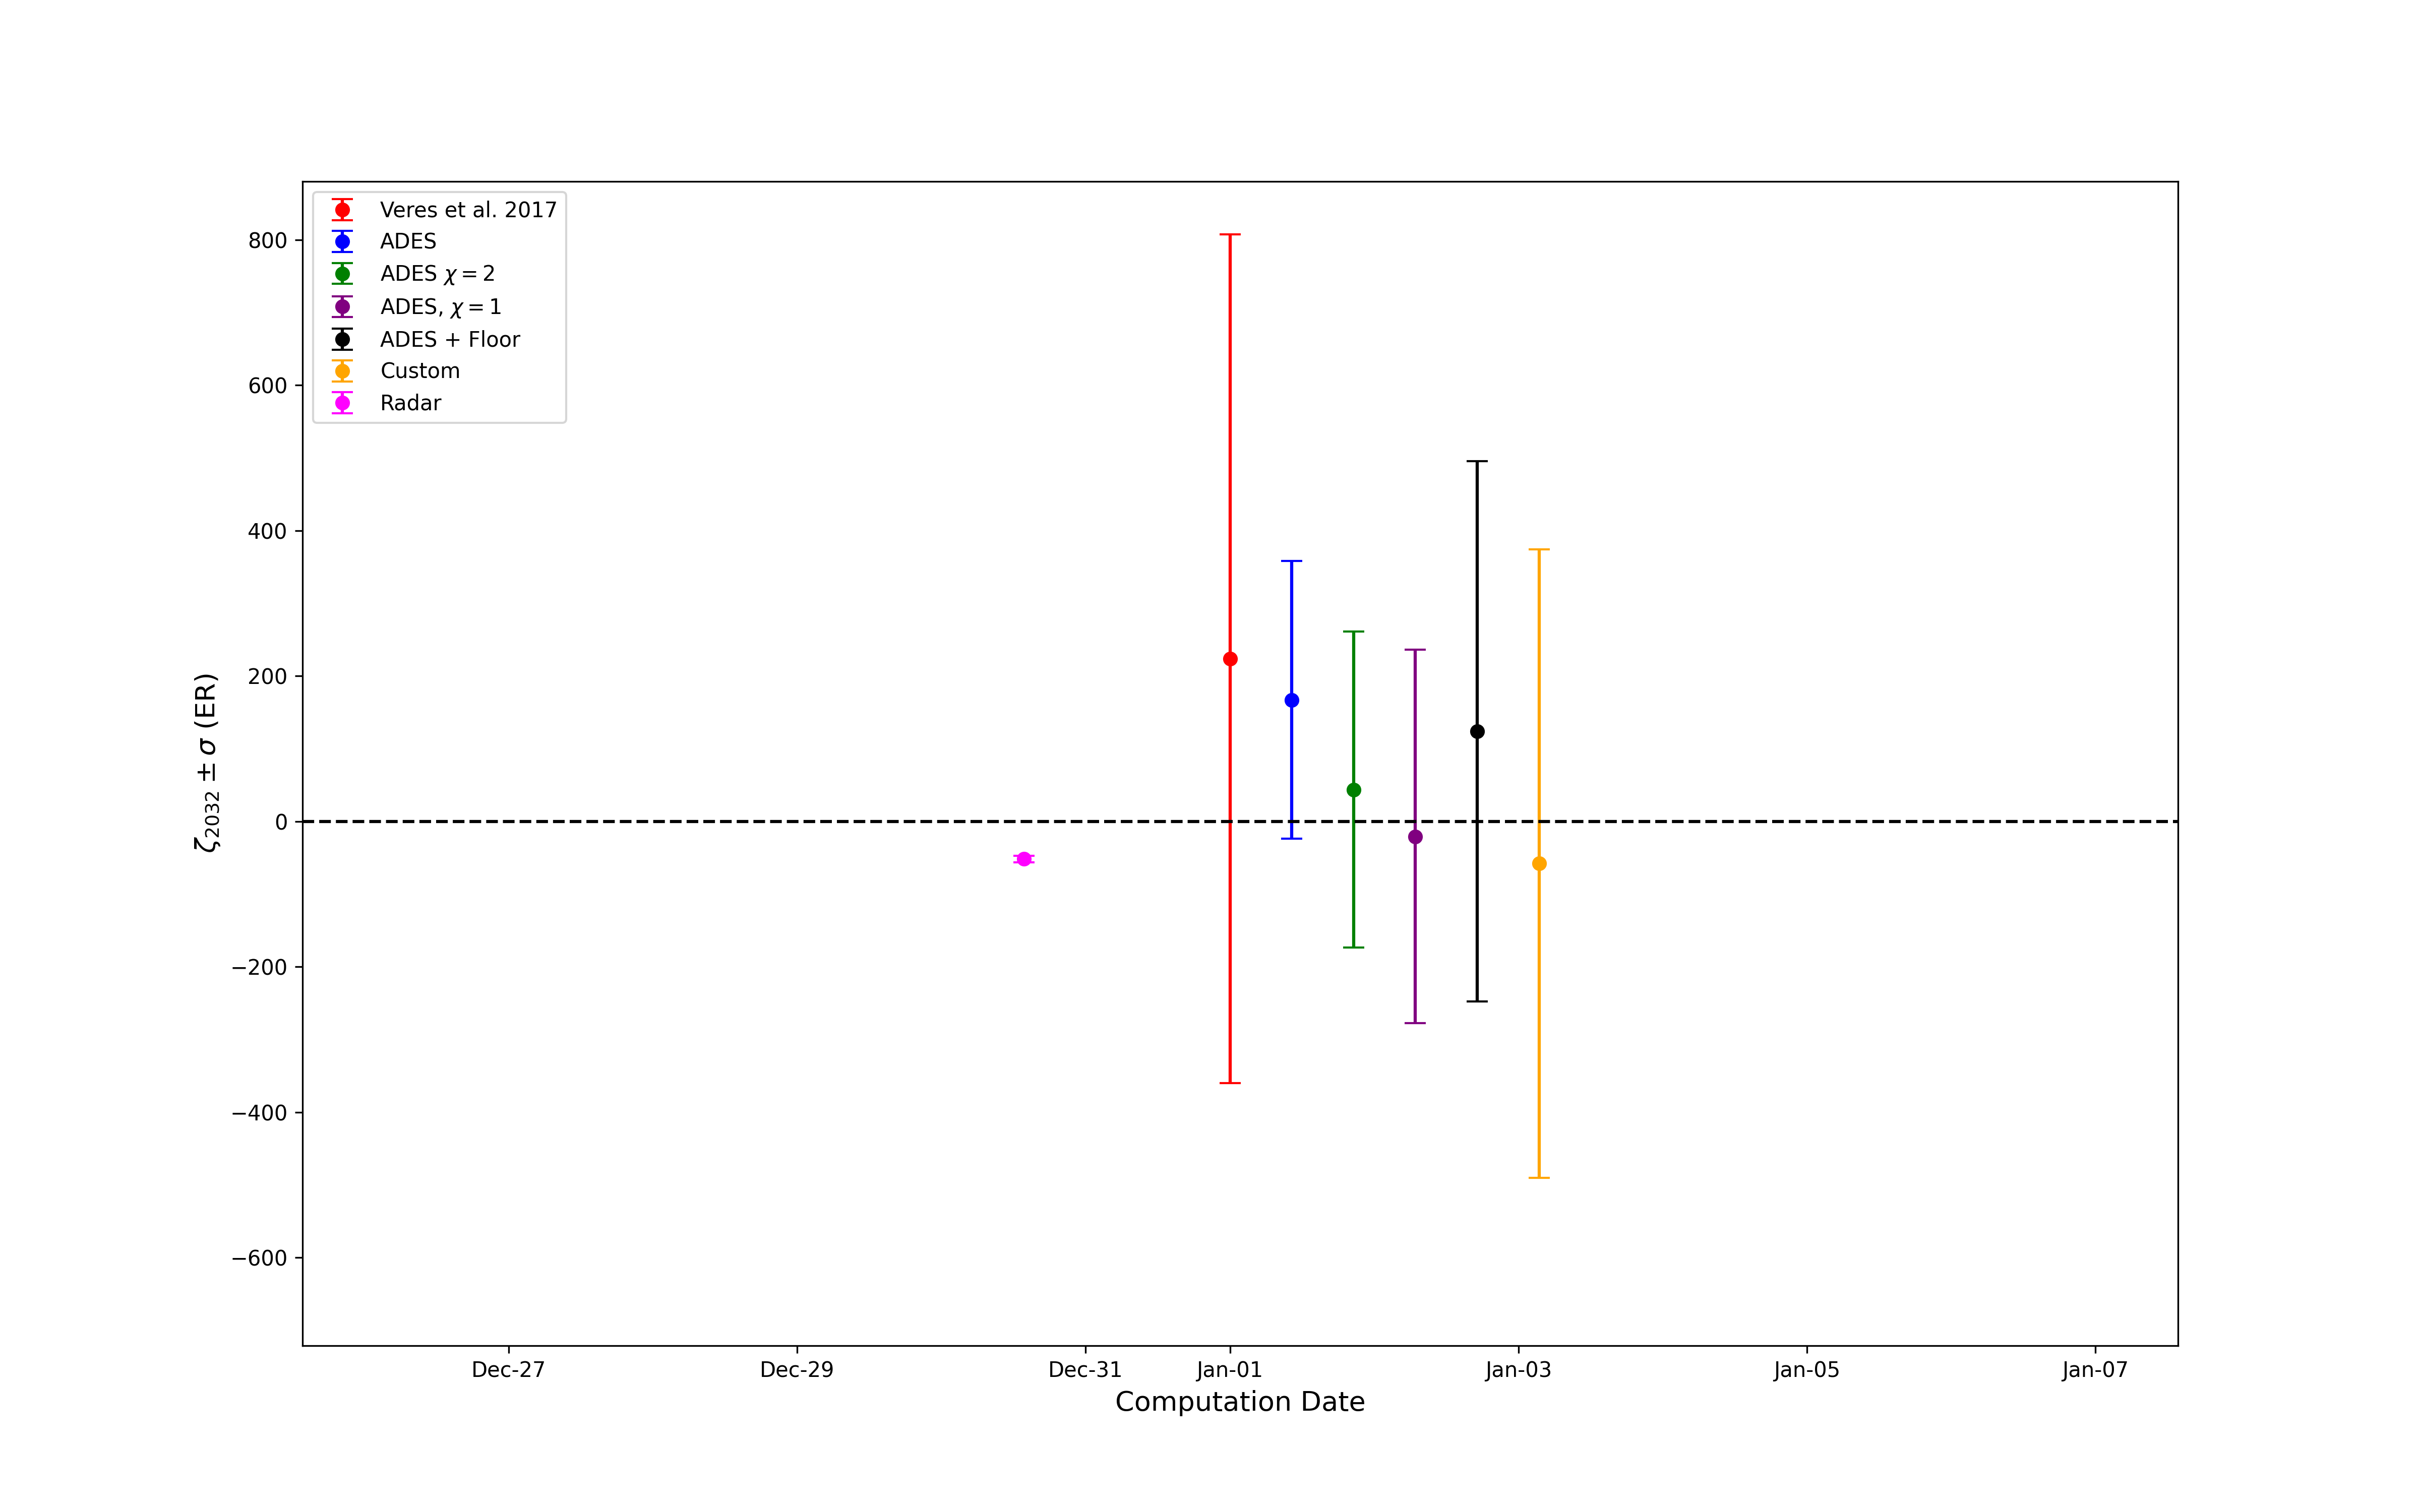 Veres et al. 2017
ADES
ADES χ = 2
ADES, χ = 1
ADES + Floor
Custom
Radar
800
600
400
200
0
−200
−400
−600
ζ2032 ± σ (ER)
Dec-27 Dec-29 Dec-31 Jan-01 Jan-03 Jan-05 Jan-07
Computation Date